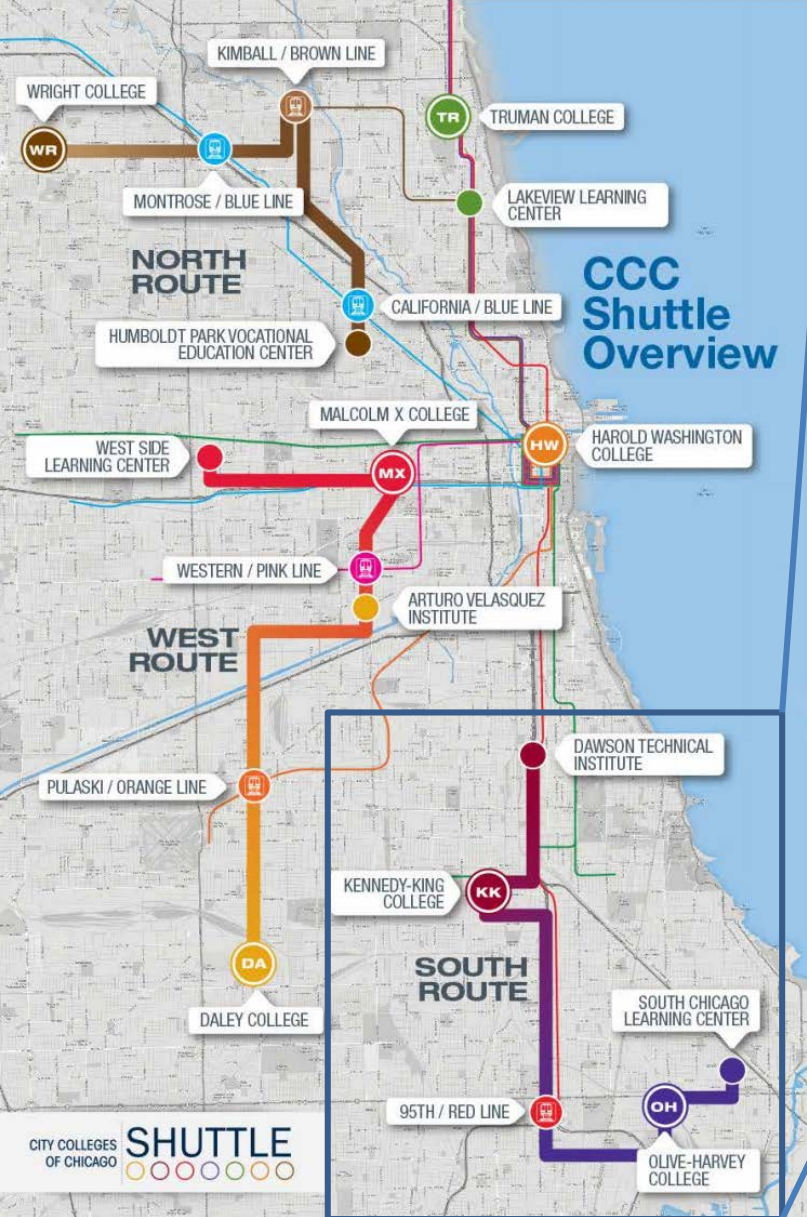 KIMBALL / BROWN LINE
WRIGHT COLLEGE
WR
TR
TRUMAN COLLEGE
MONTROSE / BLUE LINE
LAKEVIEW LEARNING
CENTER
NORTH
ROUTE
CCC
Shuttle
Overview
CALIFORNIA / BLUE LINE
HUMBOLDT PARK VOCATIONAL
EDUCATION CENTER
MALCOLM X COLLEGE
WEST SIDE
LEARNING CENTER
MX
HW
HAROLD WASHINGTON
COLLEGE
WESTERN / PINK LINE
ARTURO VELASQUEZ
INSTITUTE
WEST
ROUTE
DAWSON TECHNICAL
INSTITUTE
PULASKI / ORANGE LINE
KENNEDY-KING
COLLEGE
KK
DA
DALEY COLLEGE
SOUTH
ROUTE
SOUTH CHICAGO
LEARNING CENTER
95TH / RED LINE
OH
OLIVE-HARVEY
COLLEGE
CITY COLLEGES
OF CHICAGO
SHUTTLE